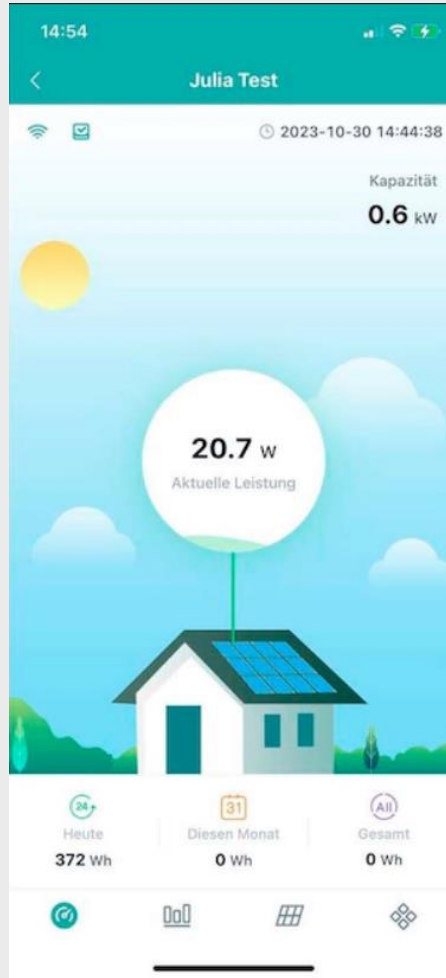 14:54
Julia Test
2023-10-30 14:44:38
Kapazität
0.6 kW
20.7 W
Aktuelle Leistung
24
31
All
Heute
Diesen Monat
Gesamt
372 Wh
0 Wh
0 Wh